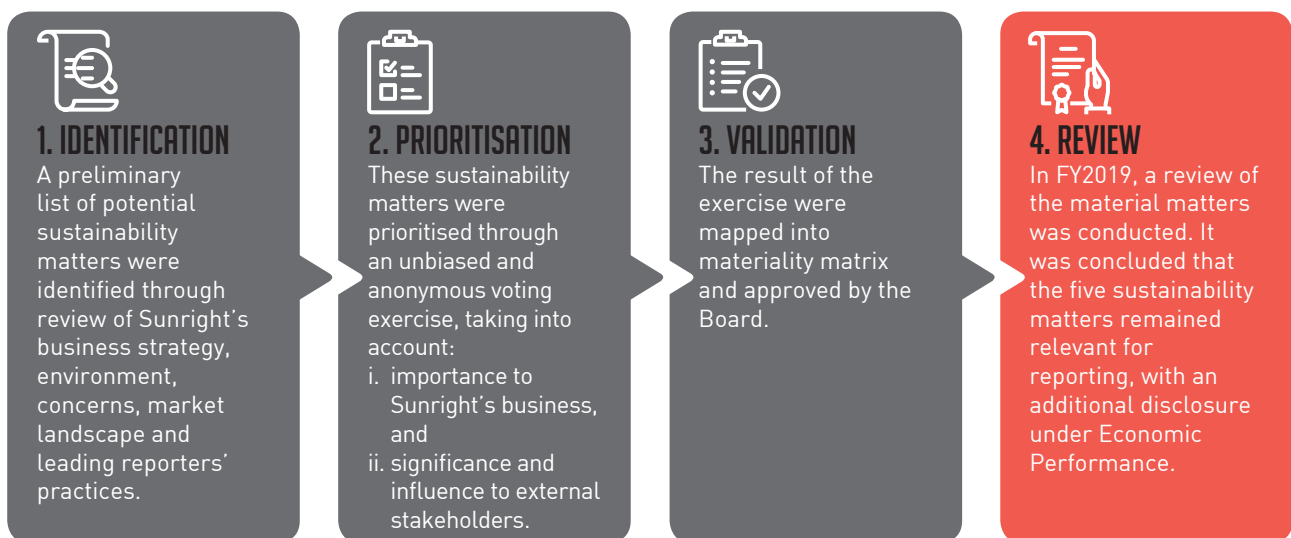 1. IDENTIFICATION
A preliminary
list of potential
sustainability
matters were
identified through
review of Sunright's
business strategy,
environment,
concerns, market
landscape and
leading reporters'
practices.
2. PRIORITISATION
These sustainability
matters were
prioritised through
an unbiased and
anonymous voting
exercise, taking into
account:
i. importance to
Sunright's business,
and
ii. significance and
influence to external
stakeholders.
3. VALIDATION
The result of the
exercise were
mapped into
materiality matrix
and approved by the
Board.
4. REVIEW
In FY2019, a review of
the material matters
was conducted. It
was concluded that
the five sustainability
matters remained
relevant for
reporting, with an
additional disclosure
under Economic
Performance.